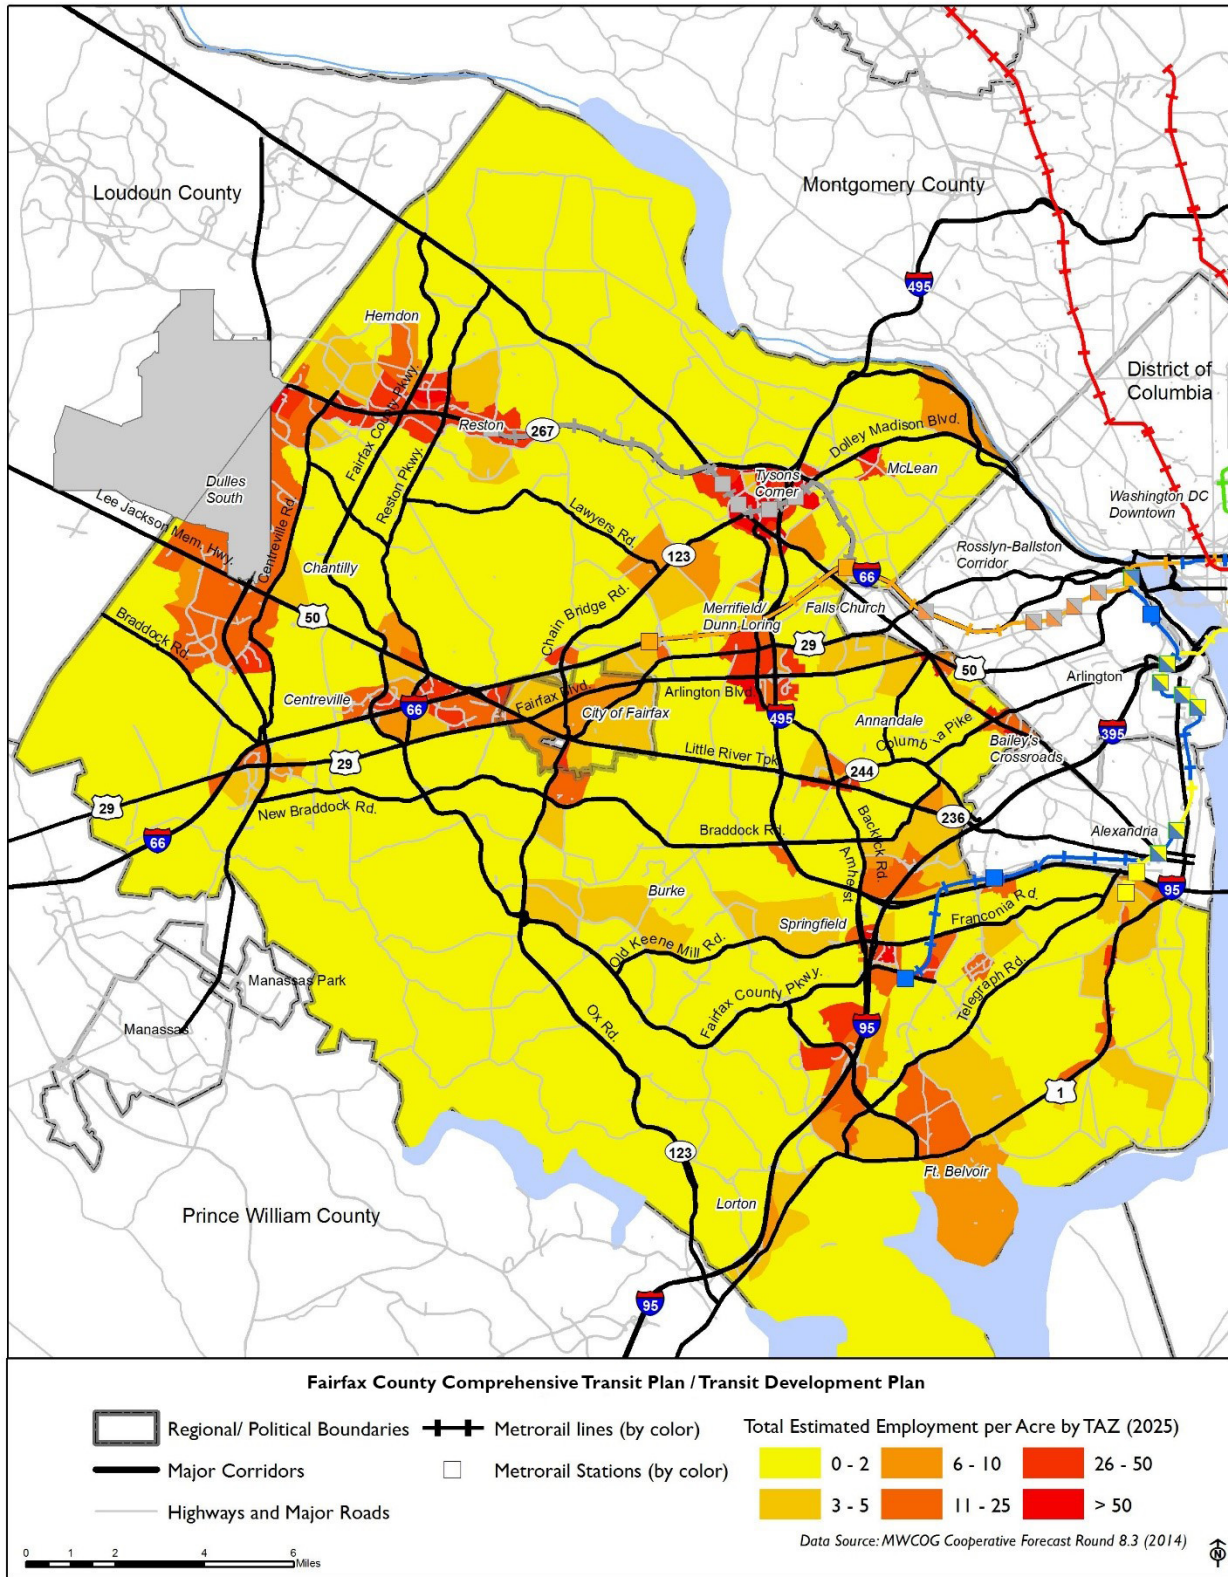 Loudoun County
Montgomery County
495
Herndon
District of
Columbia
Fairfax County Pkwy.
Reston
267
Dolley Madison Blvd.
McLean
Tysons
Corner
Dulles
South
Reston Pkwy.
Washington DC
Downtown
Lee Jackson Mem. Hwy.
Centreville Rd.
Lawyers Rd.
123
Rosslyn-Ballston
Corridor
Chantilly
66
Braddock Rd.
50
Chain Bridge Rd.
Merrifield/
Dunn Loring
Falls Church
29
50
Arlington
Centreville
66
Fairfax Blvd.
City of Fairfax
Arlington Blvd
495
Annandale
Columb
ia Pike
Bailey's
Crossroads
395
29
Little River Tpk
244
29
New Braddock Rd.
66
Braddock Rd.
Backlick Rd.
236
Alexandria
Amherst
Burke
95
Springfield
Franconia Rd.
Old Keene Mill Rd.
Manassas Park
Fairfax County Pkwy.
Telegraph Rd.
Manassas
Ox Rd.
95
1
123
Ft. Belvoir
Lorton
Prince William County
95
Fairfax County Comprehensive Transit Plan / Transit Development Plan
Regional/ Political Boundaries
Metrorail lines (by color)
Total Estimated Employment per Acre by TAZ (2025)
0 - 2
6 - 10
26 - 50
Major Corridors
Metrorail Stations (by color)
3 - 5
11 - 25
> 50
Highways and Major Roads
Data Source: MWCOG Cooperative Forecast Round 8.3 (2014)
0 1 2 4 6
Miles
N